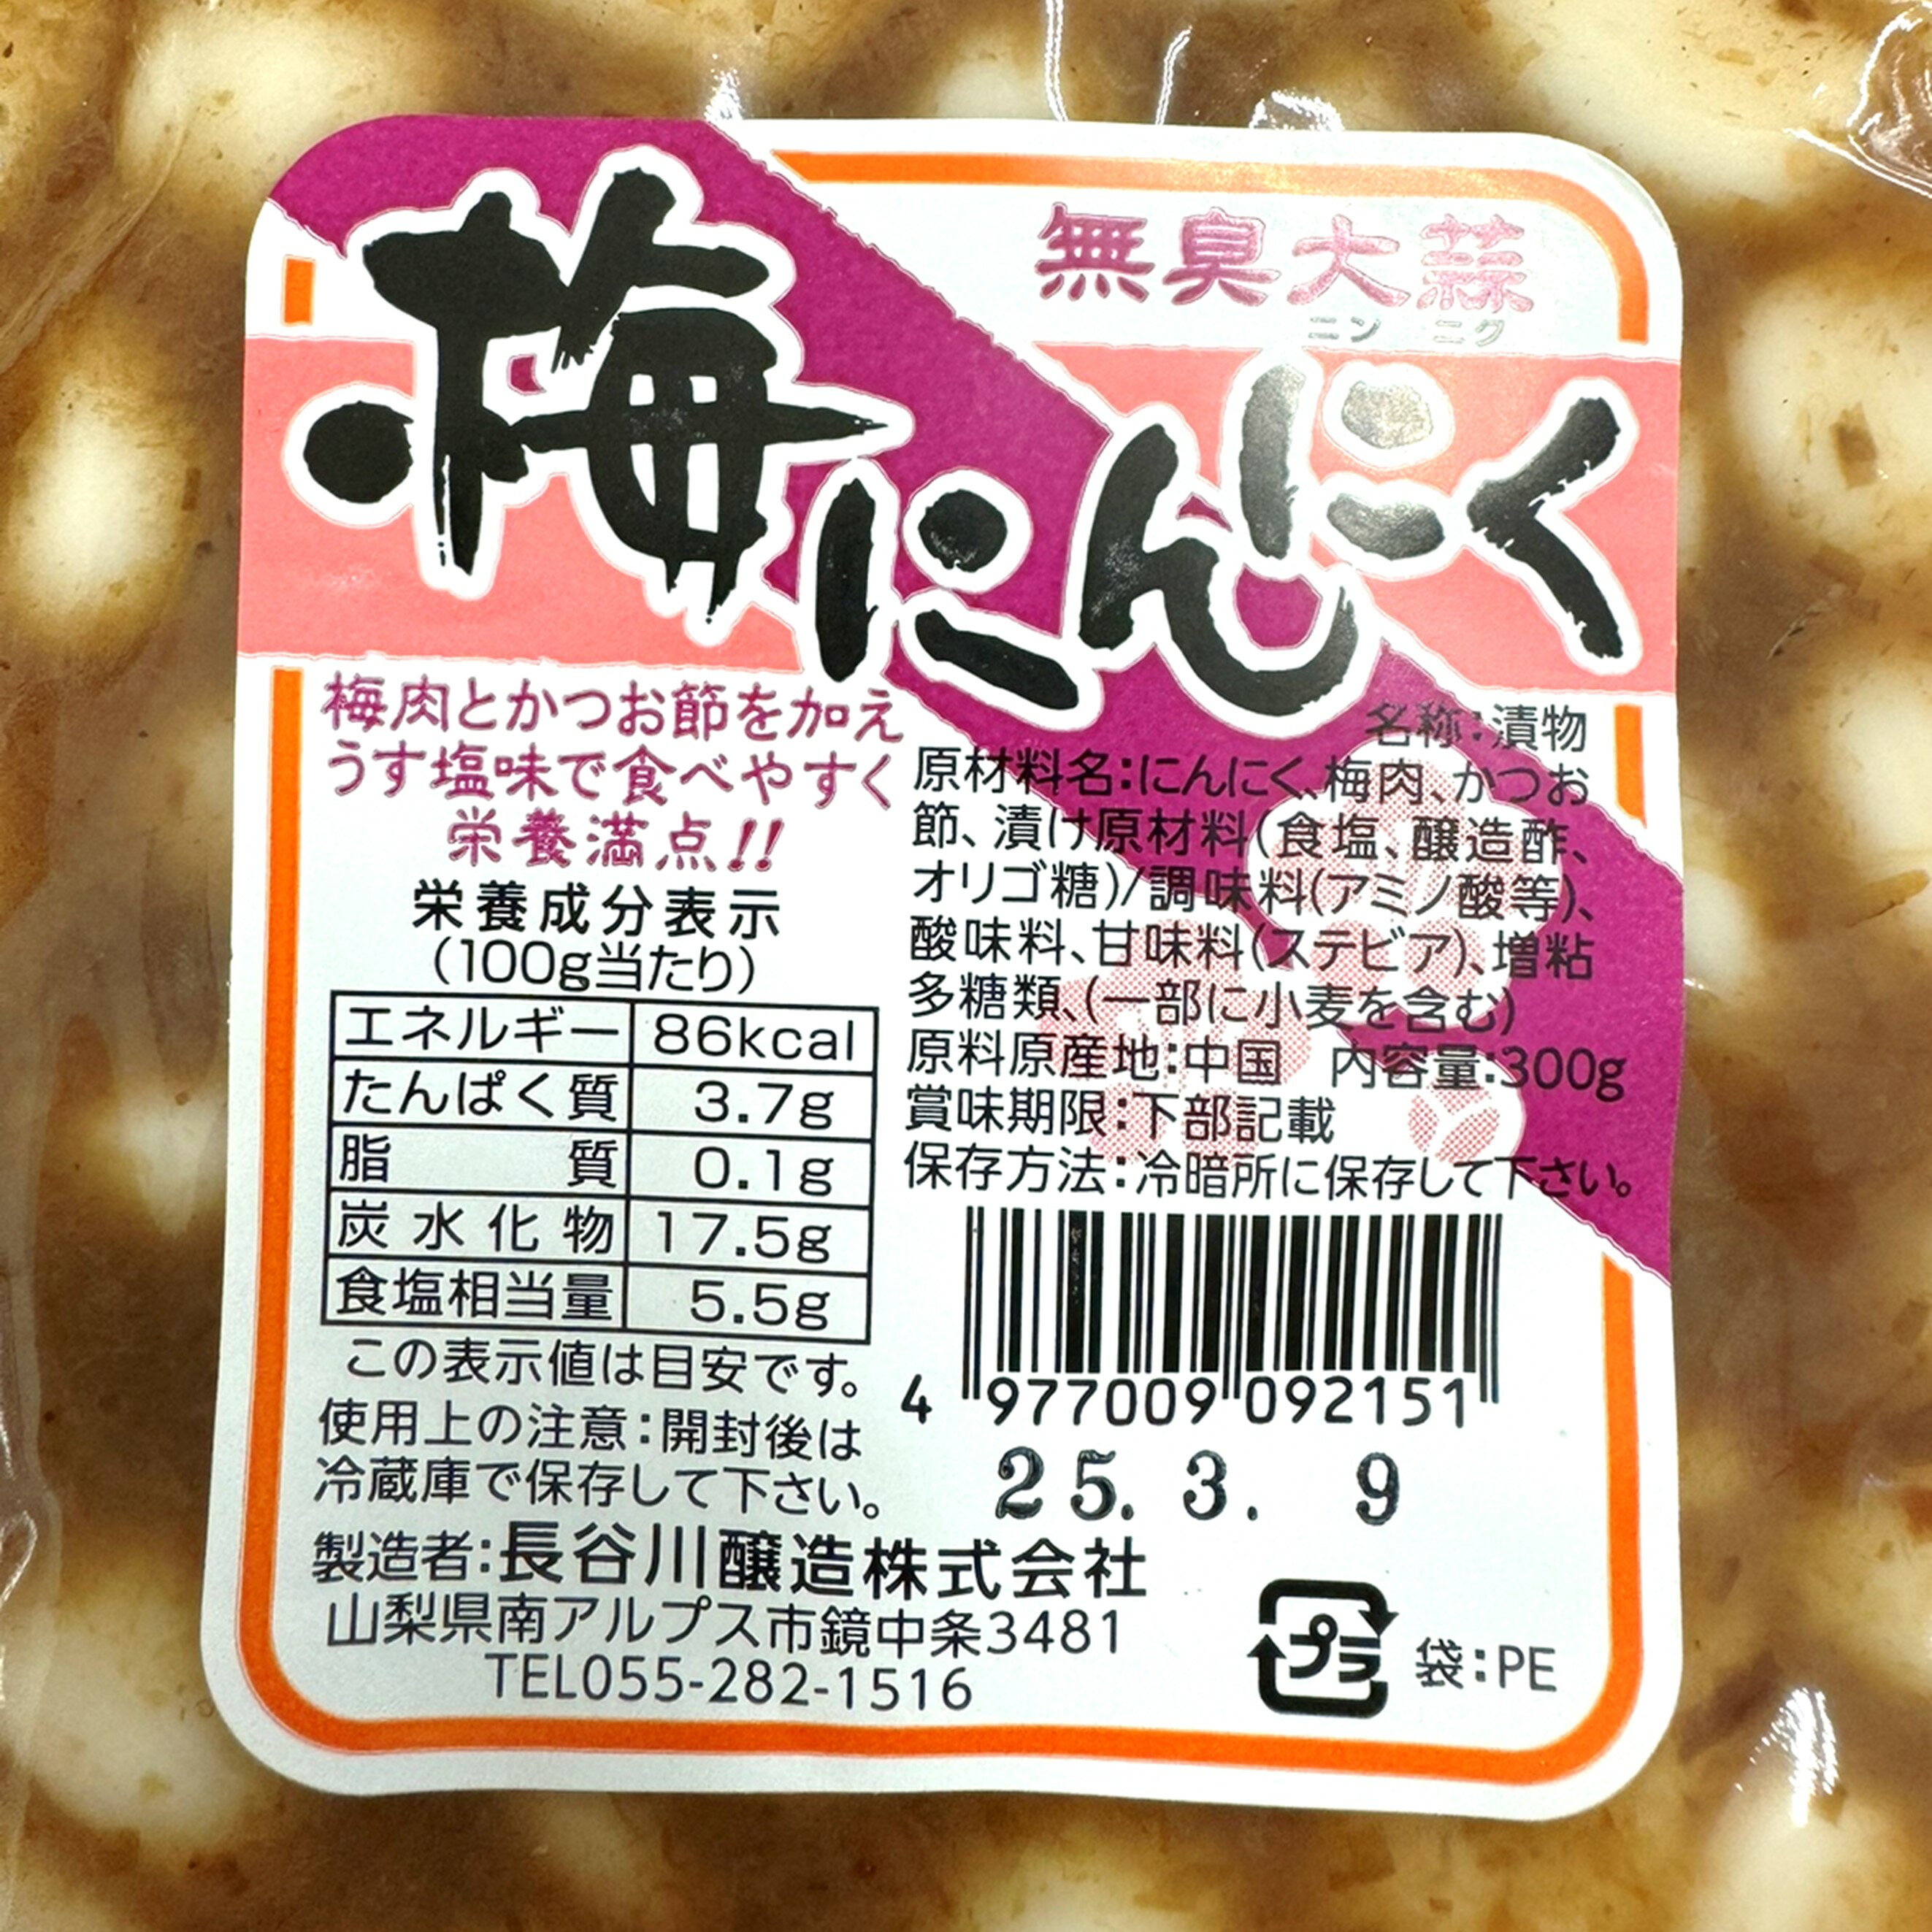 無臭大蒜
ニンニク
梅にんにく
梅肉とかつお節を加え
うす塩味で食べやすく
栄養満点!!
栄養成分表示
(100g当たり)
エネルギー 86kcal
たんぱく質 3.7g
脂質 0.1g
炭水化物 17.5g
食塩相当量 5.5g
この表示値は目安です。
使用上の注意:開封後は
冷蔵庫で保存して下さい。
名称:漬物
原材料名:にんにく、梅肉、かつお
節、漬け原材料(食塩、醸造酢、
オリゴ糖)/調味料(アミノ酸等)、
酸味料、甘味料(ステビア)、増粘
多糖類、(一部に小麦を含む)
原料原産地:中国 内容量:300g
賞味期限:下部記載
保存方法:冷暗所に保存して下さい。
4 977009 092151
25. 3. 9
製造者:長谷川醸造株式会社
山梨県南アルプス市鏡中条3481
TEL055-282-1516
プラ 袋:PE